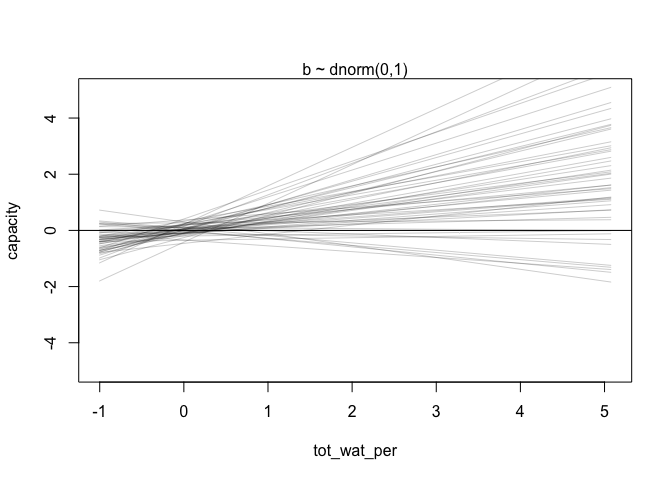 b ~ dnorm(0,1)
capacity
4
2
0
-2
-4
-1 0 1 2 3 4 5
tot_wat_per